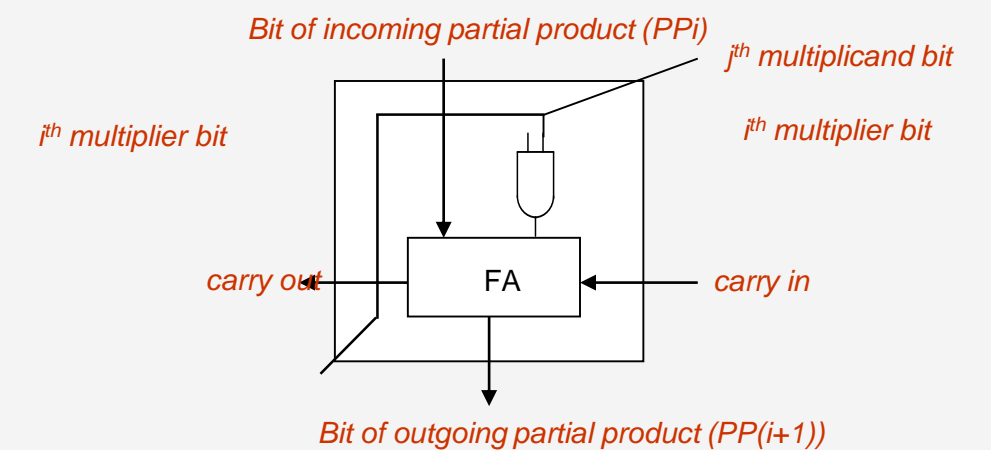 Bit of incoming partial product (PPi)
jth multiplicand bit
ith multiplier bit
ith multiplier bit
carry out
FA
carry in
Bit of outgoing partial product (PP(i+1))